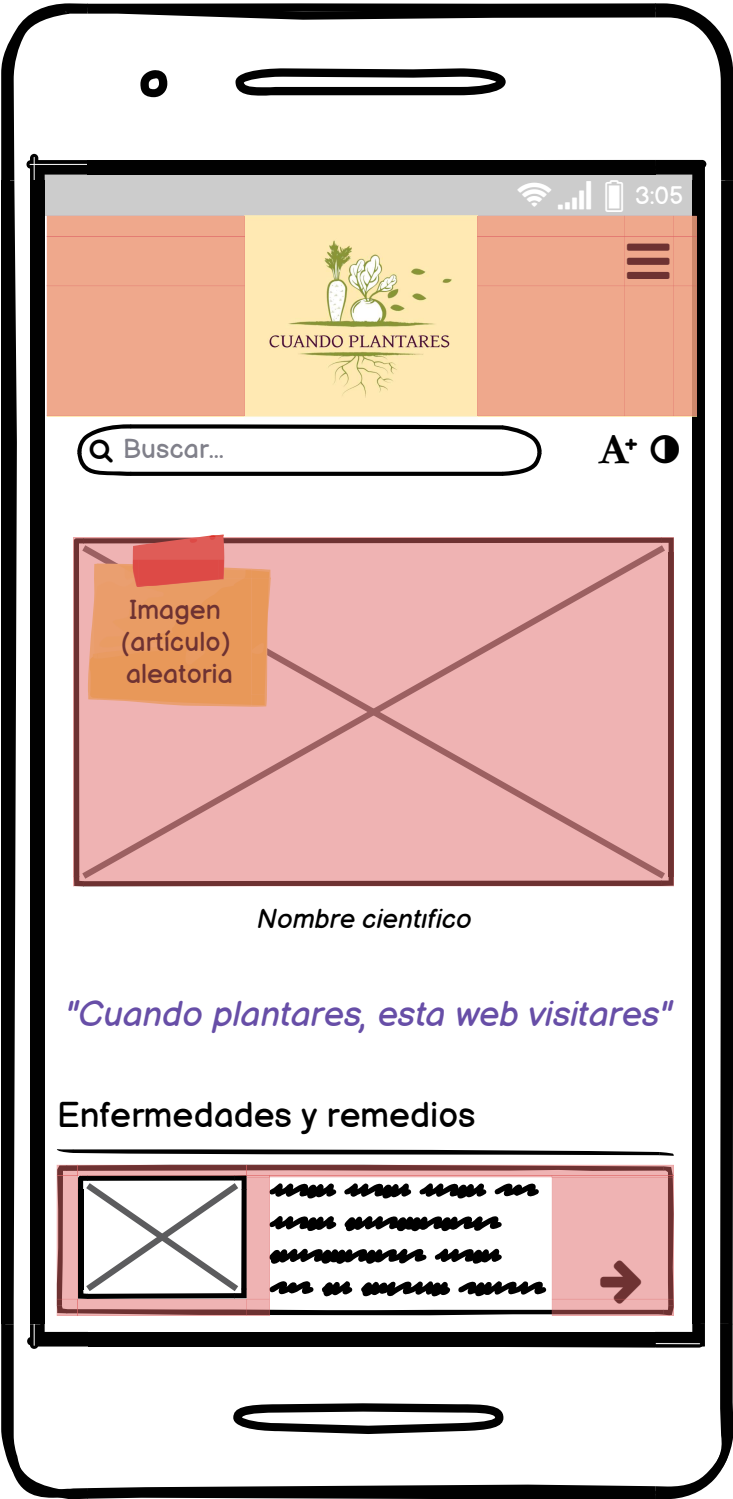 3:05
CUANDO PLANTARES
Buscar...
A+
Imagen
(artículo)
aleatoria
Nombre científico
"Cuando plantares, esta web visitares"
Enfermedades y remedios